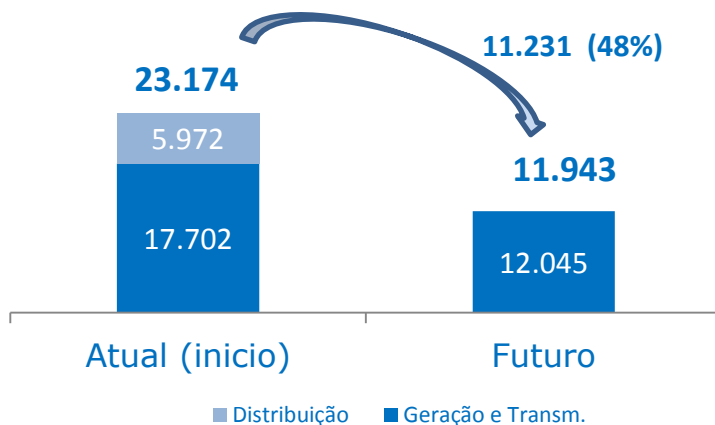 11.231 (48%)
23.174
5.972
11.943
17.702
12.045
Atual (inicio)
Futuro
Distribuição
Geração e Transm.